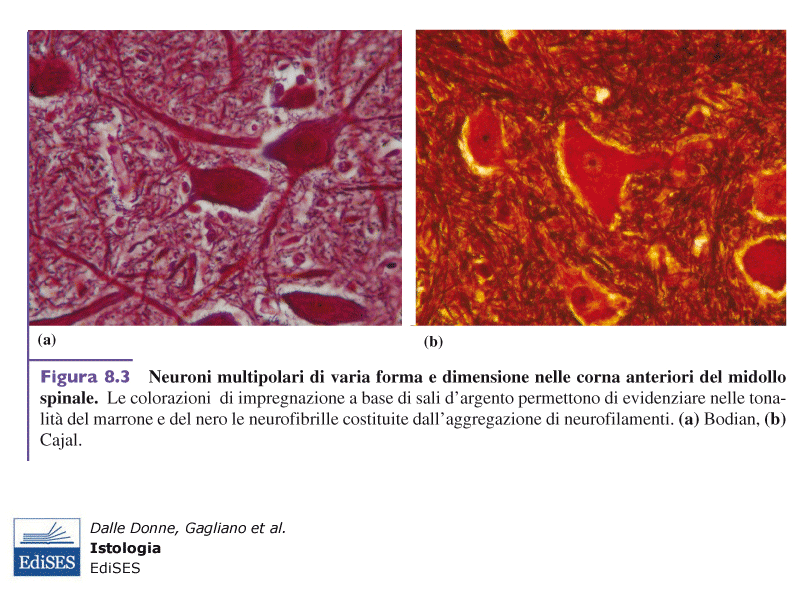 (a)
(b)
Figura 8.3 Neuroni multipolari di varia forma e dimensione nelle corna anteriori del midollo
spinale. Le colorazioni di impregnazione a base di sali d'argento permettono di evidenziare nelle tona-
lità del marrone e del nero le neurofibrille costituite dall'aggregazione di neurofilamenti. (a) Bodian, (b)
Cajal.
EdiSES
Dalle Donne, Gagliano et al.
Istologia
EdiSES